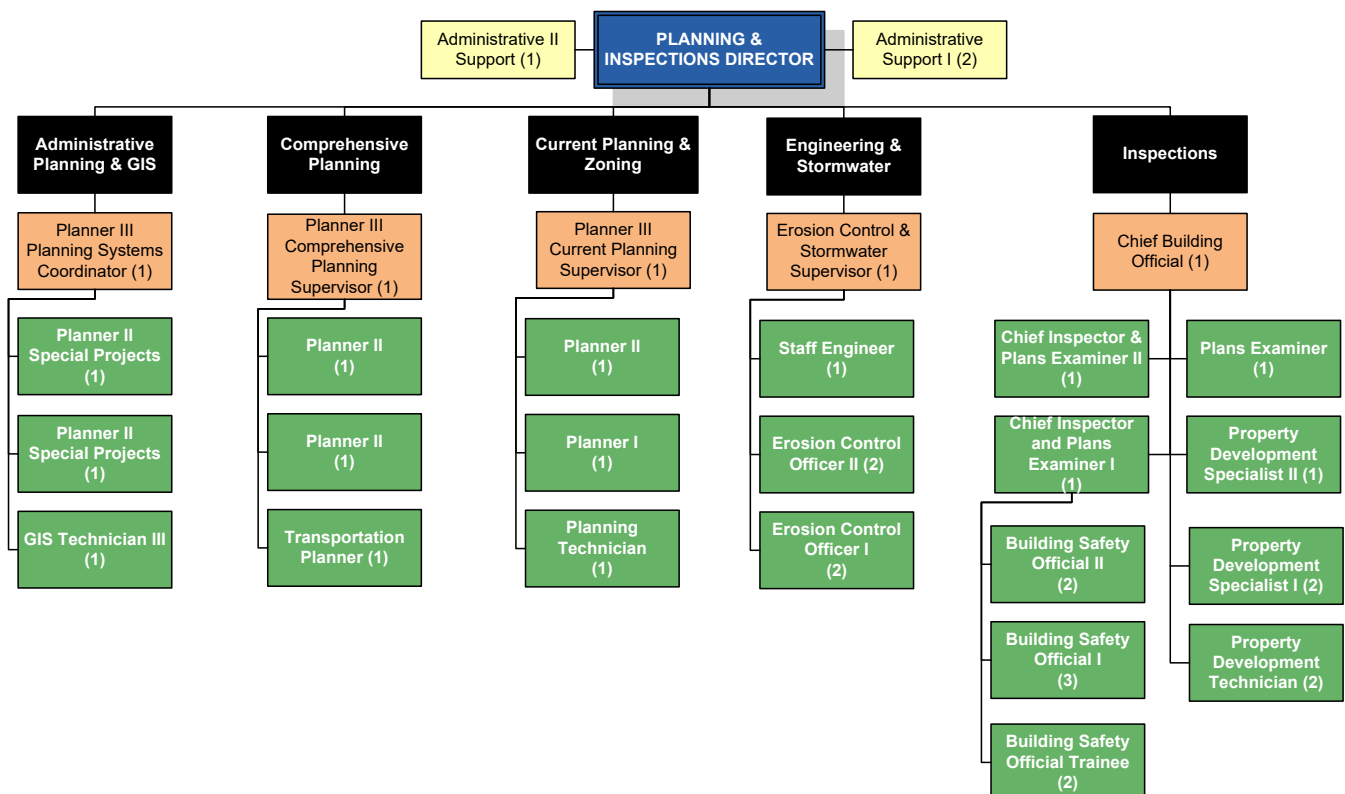 Administrative II
Support (1)
PLANNING &
INSPECTIONS DIRECTOR
Administrative
Support I (2)
Administrative
Planning & GIS
Comprehensive
Planning
Current Planning &
Zoning
Engineering &
Stormwater
Inspections
Planner III
Planning Systems
Coordinator (1)
Planner III
Comprehensive
Planning
Supervisor (1)
Planner III
Current Planning
Supervisor (1)
Erosion Control &
Stormwater
Supervisor (1)
Chief Building
Official (1)
Planner II
Special Projects
(1)
Planner II
(1)
Planner II
(1)
Staff Engineer
(1)
Chief Inspector &
Plans Examiner II
(1)
Plans Examiner
(1)
Planner II
Special Projects
(1)
Planner II
(1)
Planner I
(1)
Erosion Control
Officer II (2)
Chief Inspector
and Plans
Examiner I
(1)
Property
Development
Specialist II (1)
GIS Technician III
(1)
Transportation
Planner (1)
Planning
Technician
(1)
Erosion Control
Officer I
(2)
Building Safety
Official II
(2)
Property
Development
Specialist I (2)
Building Safety
Official I
(3)
Property
Development
Technician (2)
Building Safety
Official Trainee
(2)